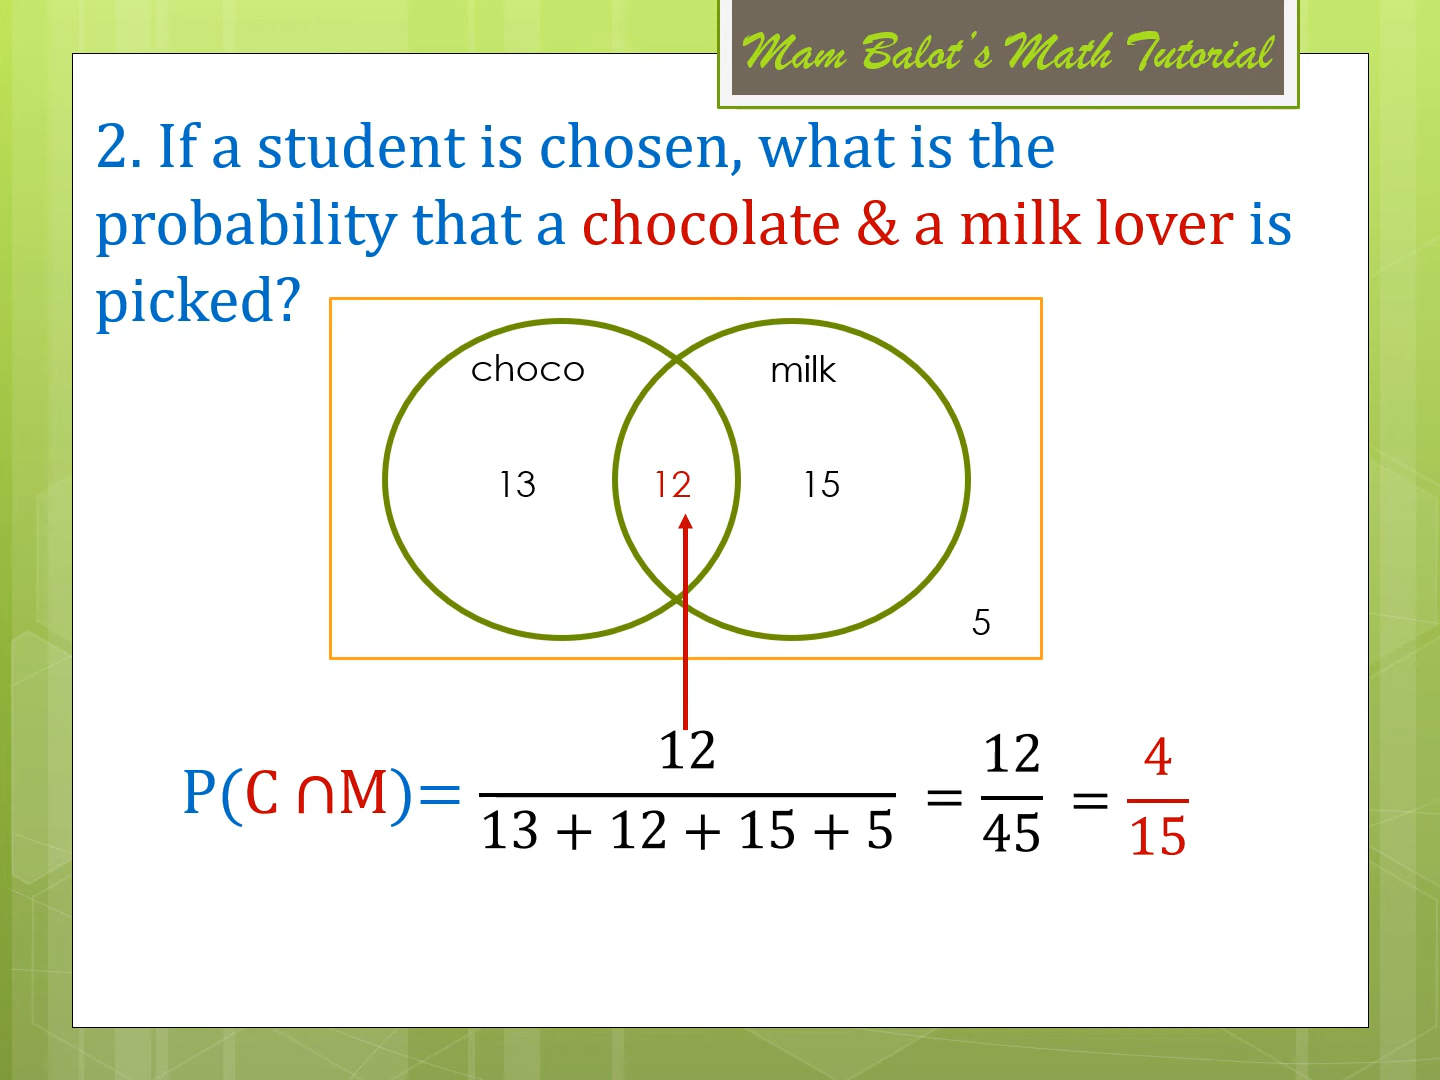 Mam Balot's Math Tutorial
2. If a student is chosen, what is the
probability that a chocolate & a milk lover is
picked?
choco milk
13 12 15
5
P(C ∩M)= 12 / 13 + 12 + 15 + 5 = 12 / 45 = 4 / 15